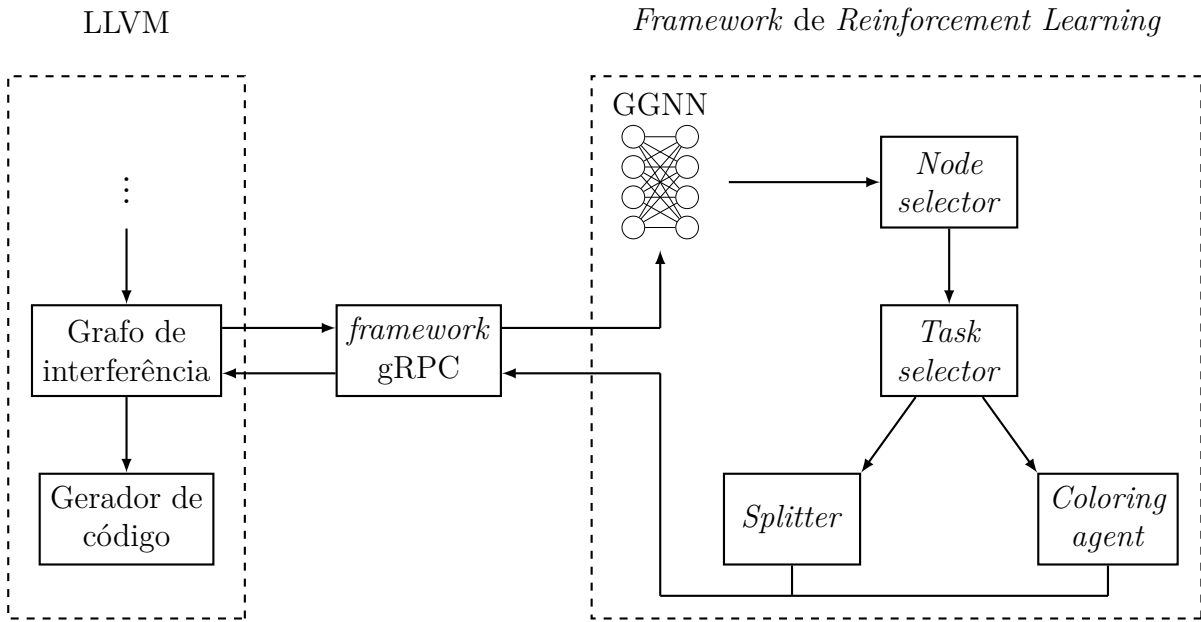 LLVM
Framework de Reinforcement Learning
GGNN
Node
selector
Grafo de
interferência
framework
gRPC
Task
selector
Gerador de
código
Splitter
Coloring
agent